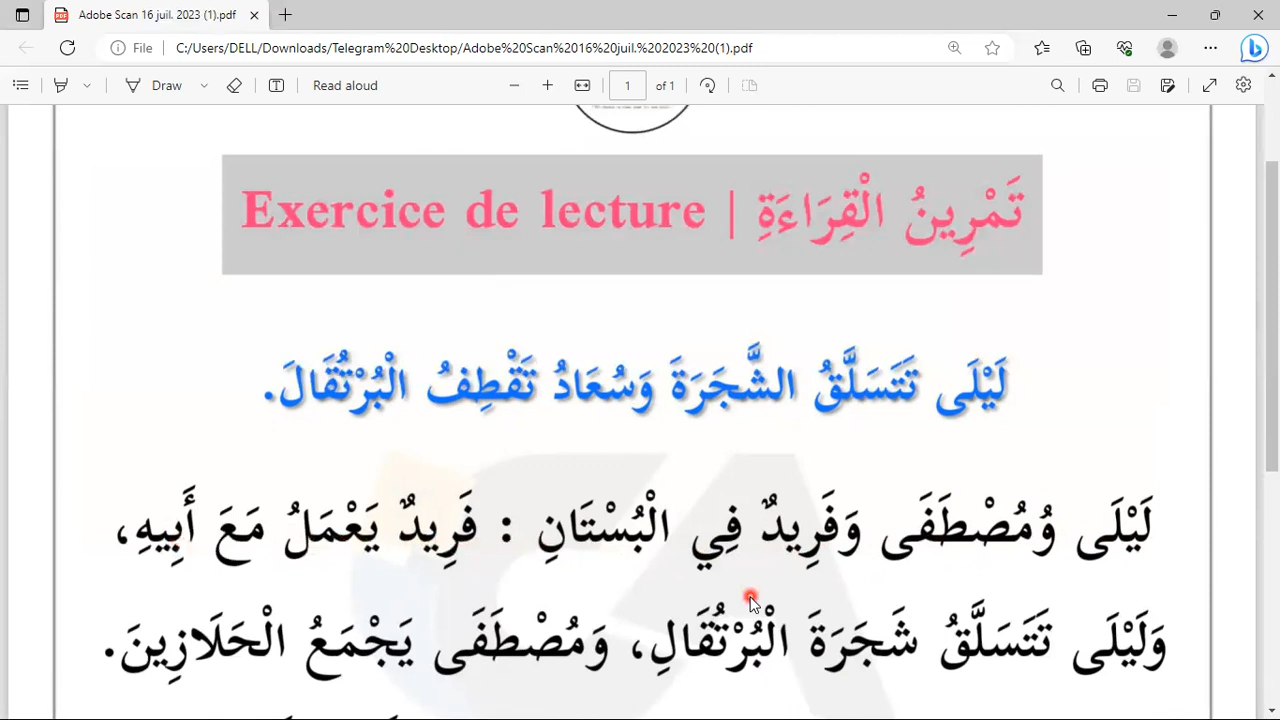 Adobe Scan 16 juil. 2023 (1).pdf
File C:/Users/DELL/Downloads/Telegram%20Desktop/Adobe%20Scan%2016%20juil.%202023%20(1).pdf
Draw Read aloud 1 of 1
Exercice de lecture | تَمْرِينُ الْقِرَاءَةِ
لَيْلَى تَتَسَلَّقُ الشَّجَرَةَ وَسُعَادُ تَقْطِفُ الْبُرْتُقَالَ.
لَيْلَى وُمُصْطَفَى وَفَرِيدٌ فِي الْبُسْتَانِ : فَرِيدٌ يَعْمَلُ مَعَ أَبِيهِ،
وَلَيْلَى تَتَسَلَّقُ شَجَرَةَ الْبُرْتُقَالِ، وَمُصْطَفَى يَجْمَعُ الْحَلَازِينَ.